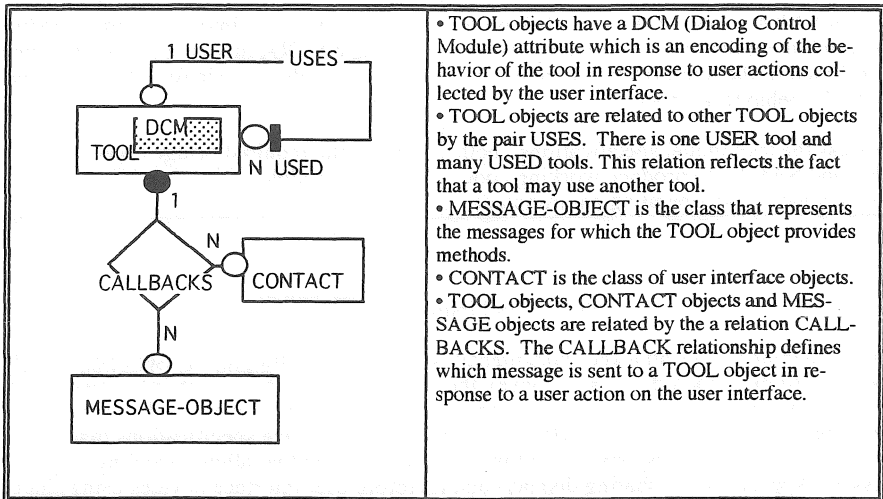 1 USER
USES
DCM
TOOL
N USED
1
N
CALLBACKS
CONTACT
N
MESSAGE-OBJECT
• TOOL objects have a DCM (Dialog Control
Module) attribute which is an encoding of the be-
havior of the tool in response to user actions col-
lected by the user interface.
• TOOL objects are related to other TOOL objects
by the pair USES. There is one USER tool and
many USED tools. This relation reflects the fact
that a tool may use another tool.
• MESSAGE-OBJECT is the class that represents
the messages for which the TOOL object provides
methods.
• CONTACT is the class of user interface objects.
• TOOL objects, CONTACT objects and MES-
SAGE objects are related by the a relation CALL-
BACKS. The CALLBACK relationship defines
which message is sent to a TOOL object in re-
sponse to a user action on the user interface.